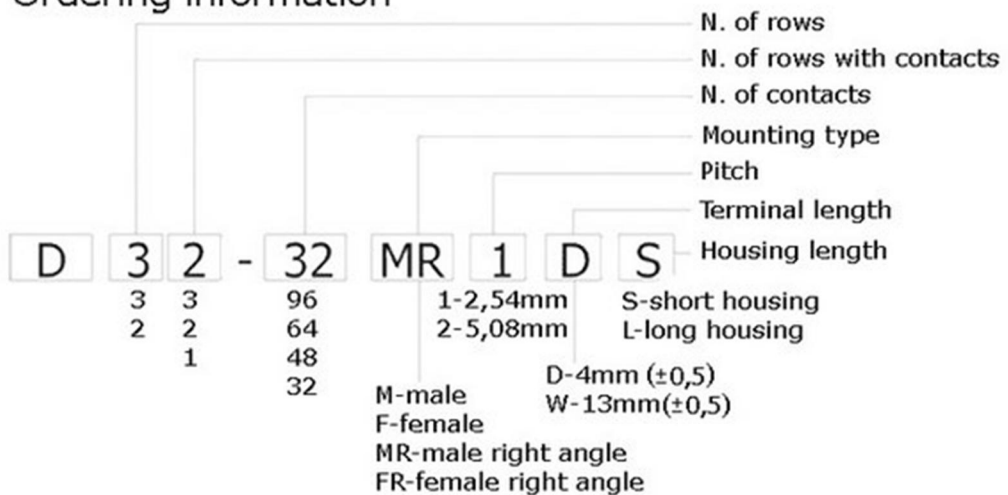 Ordering information
N. of rows
N. of rows with contacts
N. of contacts
Mounting type
Pitch
Terminal length
Housing length
D 3 2 - 32 MR 1 D S
3 3 96 1-2,54mm S-short housing
2 2 64 2-5,08mm L-long housing
1 48
32
D-4mm (±0,5)
W-13mm(±0,5)
M-male
F-female
MR-male right angle
FR-female right angle